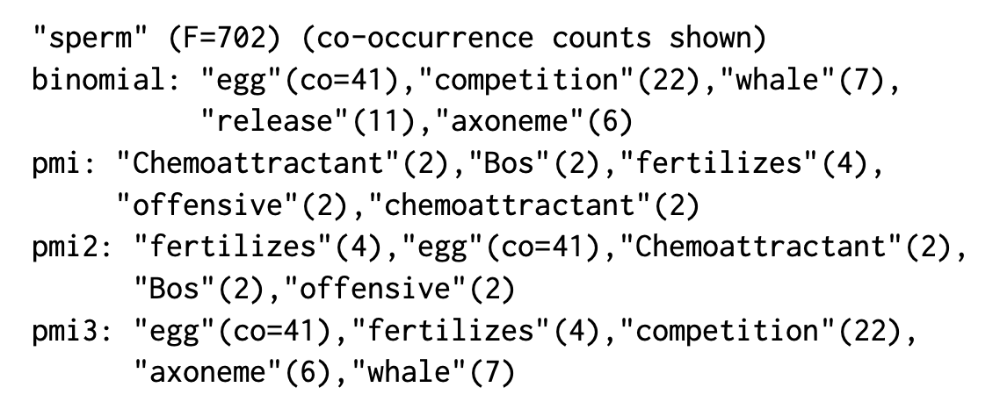 "sperm" (F=702) (co-occurrence counts shown)
binomial: "egg"(co=41),"competition"(22),"whale"(7),
"release"(11),"axoneme"(6)
pmi: "Chemoattractant"(2),"Bos"(2),"fertilizes"(4),
"offensive"(2),"chemoattractant"(2)
pmi2: "fertilizes"(4),"egg"(co=41),"Chemoattractant"(2),
"Bos"(2),"offensive"(2)
pmi3: "egg"(co=41),"fertilizes"(4),"competition"(22),
"axoneme"(6),"whale"(7)